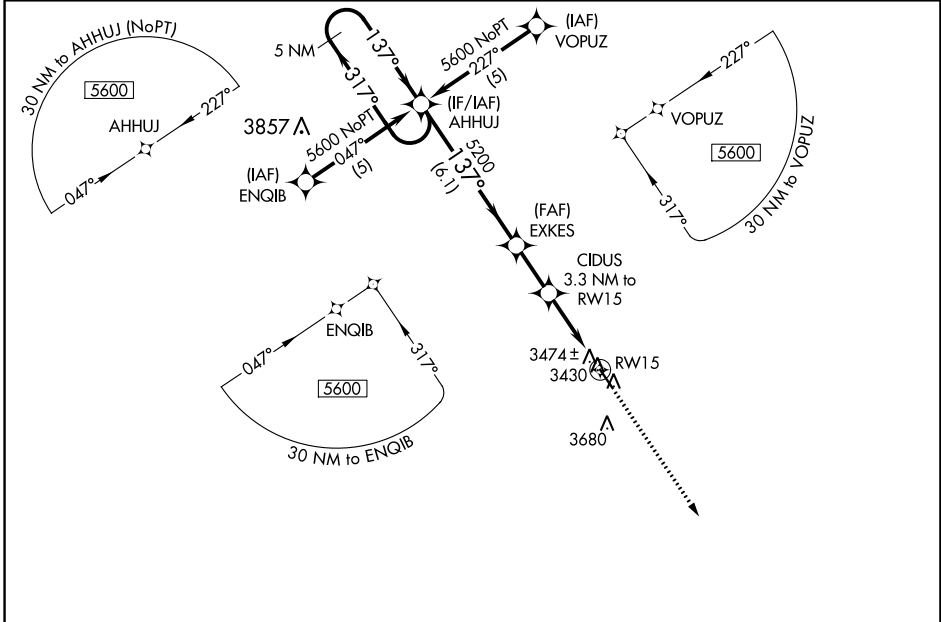 30 NM to AHHUJ (NoPT)
5600
227°
AHHUJ
047°
5 NM
137°
317°
5600 NoPT
227°
(5)
(IAF)
VOPUZ
(IF/IAF)
AHHUJ
3857
5600 NoPT
047°
(5)
(IAF)
ENQIB
5200
137°
(6.1)
227°
VOPUZ
5600
317°
30 NM to VOPUZ
(FAF)
EXKES
CIDUS
3.3 NM to
RW15
ENQIB
047°
317°
5600
30 NM to ENQIB
3474±
3430
RW15
3680